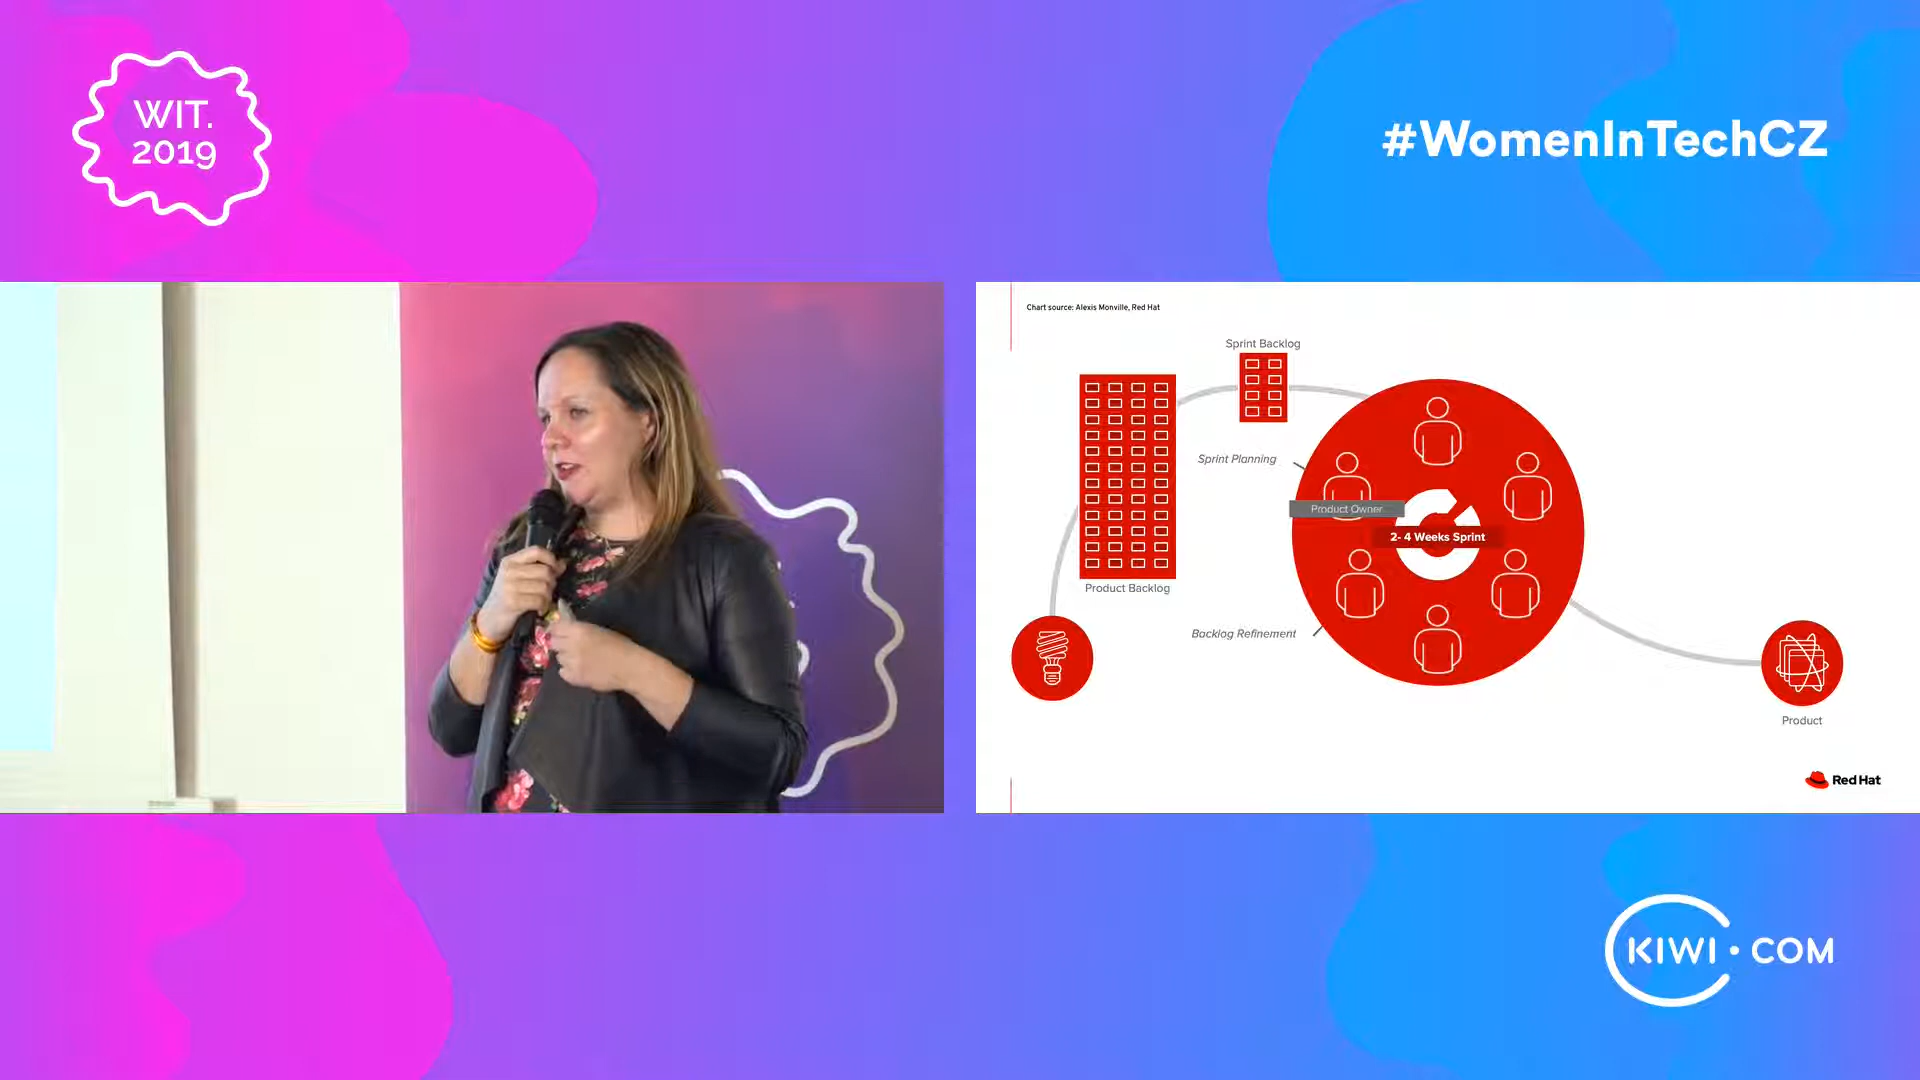 WIT.
2019
#WomenInTechCZ
Chart source: Alexis Monville, Red Hat
Sprint Backlog
Sprint Planning
Product Owner
2- 4 Weeks Sprint
Product Backlog
Backlog Refinement
Product
Red Hat
KIWI.COM